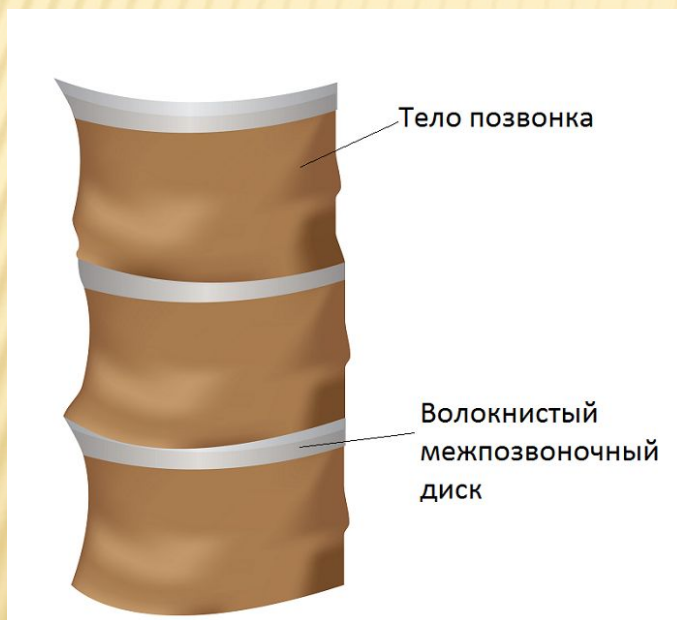 Тело позвонка
Волокнистый
межпозвоночный
диск